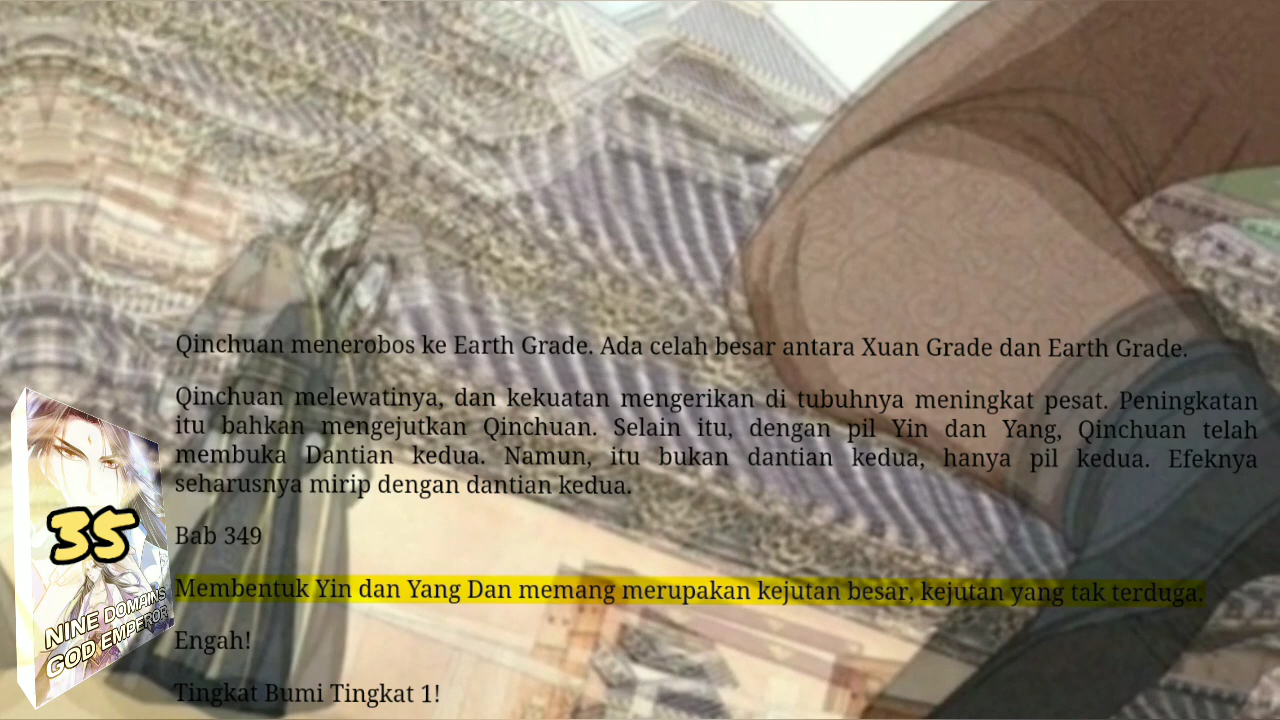 Qinchuan menerobos ke Earth Grade. Ada celah besar antara Xuan Grade dan Earth Grade.
Qinchuan melewatinya, dan kekuatan mengerikan di tubuhnya meningkat pesat. Peningkatan
itu bahkan mengejutkan Qinchuan. Selain itu, dengan pil Yin dan Yang, Qinchuan telah
membuka Dantian kedua. Namun, itu bukan dantian kedua, hanya pil kedua. Efeknya
seharusnya mirip dengan dantian kedua.
Bab 349
Membentuk Yin dan Yang Dan memang merupakan kejutan besar, kejutan yang tak terduga.
Engah!
Tingkat Bumi Tingkat 1!
35
NINE DOMAINS
GOD EMPEROR